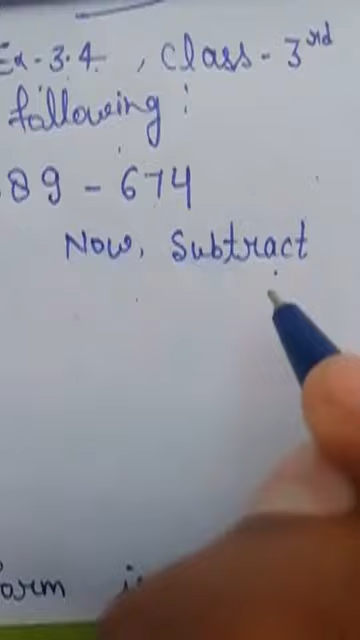 Ex-3.4 , Class-3rd
following :
89 - 674
Now, Subtract